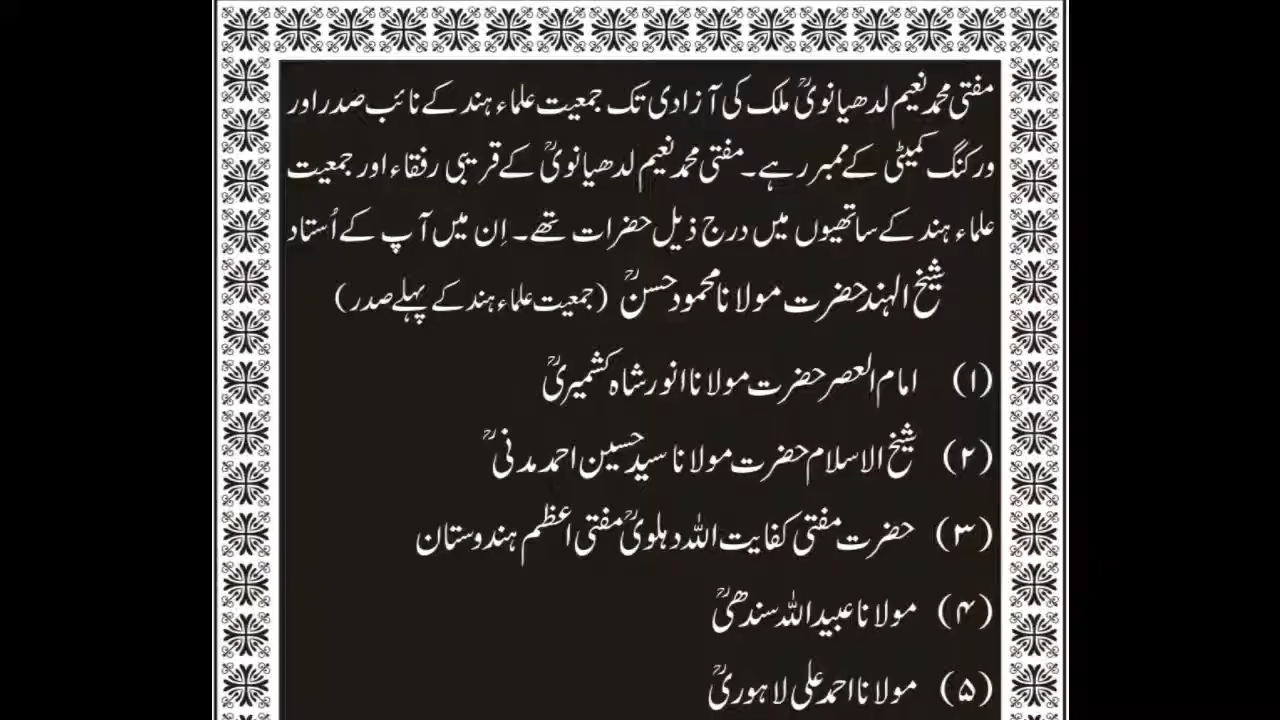 مفتی محمد نعیم لدھیانویؒ ملک کی آزادی تک جمعیت علماء ہند کے نائب صدر اور
ورکنگ کمیٹی کے ممبر رہے۔ مفتی محمد نعیم لدھیانویؒ کے قریبی رفقاء اور جمعیت
علماء ہند کے ساتھیوں میں درج ذیل حضرات تھے۔ اِن میں آپ کے اُستاد
شیخ الہند حضرت مولانا محمود حسنؒ (جمعیت علماء ہند کے پہلے صدر)
(۱) امام العصر حضرت مولانا انور شاہ کشمیریؒ
(۲) شیخ الاسلام حضرت مولانا سید حسین احمد مدنیؒ
(۳) حضرت مفتی کفایت اللہ دہلویؒ مفتی اعظم ہندوستان
(۴) مولانا عبید اللہ سندھیؒ
(۵) مولانا احمد علی لاہوریؒ